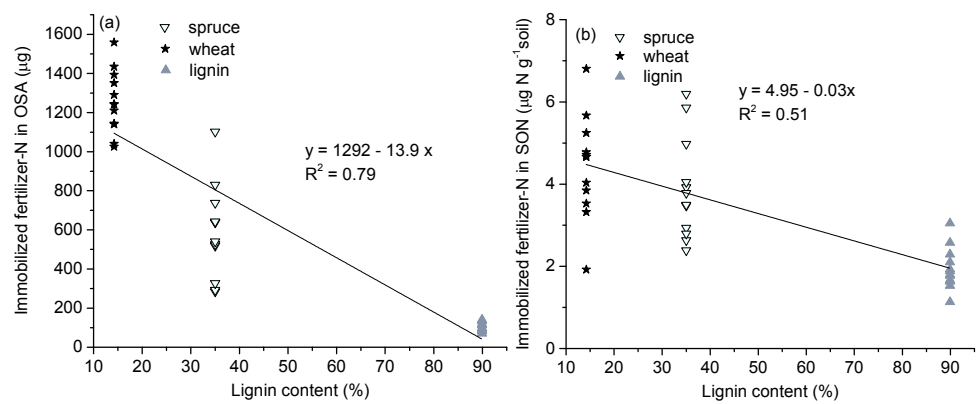 (a)
spruce
wheat
lignin
y = 1292 - 13.9 x
R² = 0.79
Immobilized fertilizer-N in OSA (µg)
1600
1400
1200
1000
800
600
400
200
0
10 20 30 40 50 60 70 80 90
Lignin content (%)
(b)
spruce
wheat
lignin
y = 4.95 - 0.03x
R² = 0.51
Immobilized fertilizer-N in SON (µg N g⁻¹soil)
8
6
4
2
0
10 20 30 40 50 60 70 80 90
Lignin content (%)